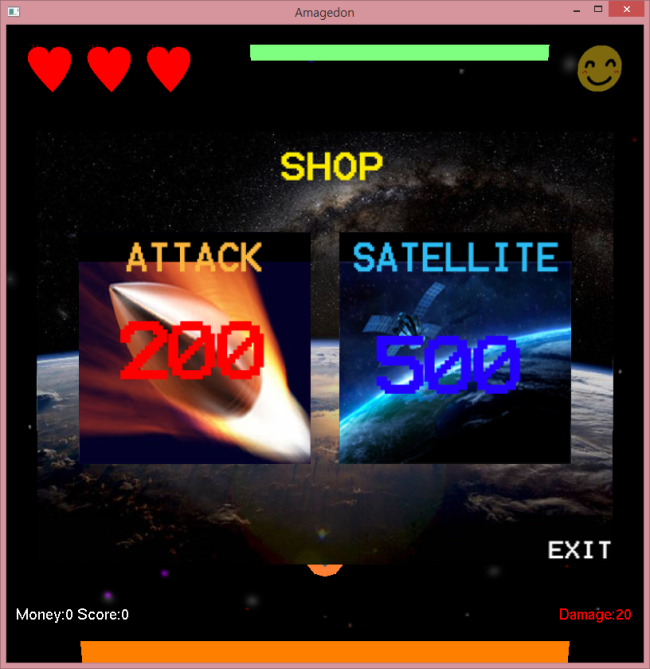 Amagedon
SHOP
ATTACK
200
SATELLITE
500
EXIT
Money:0 Score:0
Damage:20